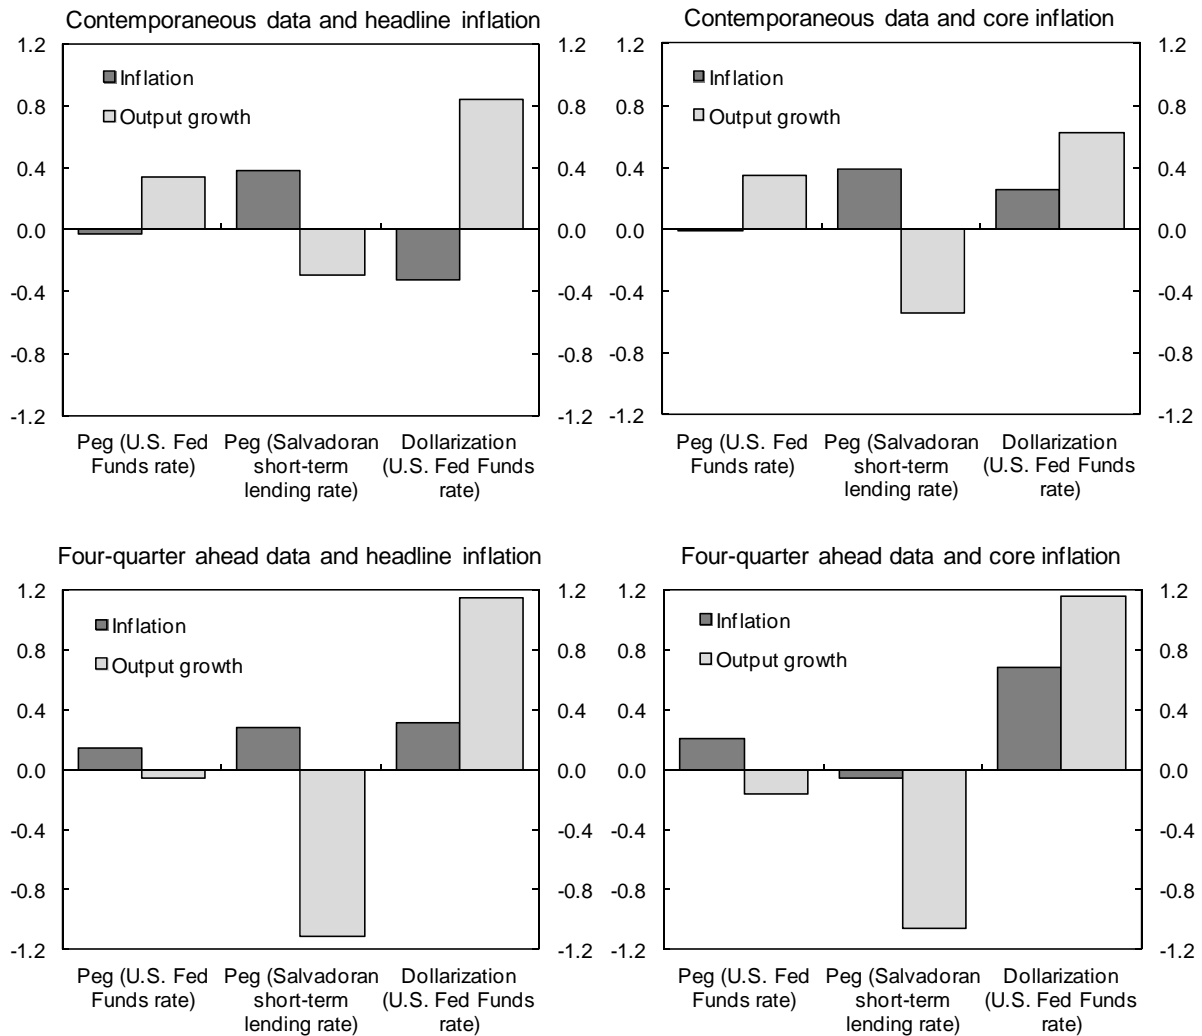 Contemporaneous data and headline inflation
1.2
0.8
0.4
0.0
-0.4
-0.8
-1.2
Inflation
Output growth
1.2
0.8
0.4
0.0
-0.4
-0.8
-1.2
Peg (U.S. Fed
Funds rate)
Peg (Salvadoran
short-term
lending rate)
Dollarization
(U.S. Fed Funds
rate)
Contemporaneous data and core inflation
1.2
0.8
0.4
0.0
-0.4
-0.8
-1.2
Inflation
Output growth
1.2
0.8
0.4
0.0
-0.4
-0.8
-1.2
Peg (U.S. Fed
Funds rate)
Peg (Salvadoran
short-term
lending rate)
Dollarization
(U.S. Fed Funds
rate)
Four-quarter ahead data and headline inflation
1.2
0.8
0.4
0.0
-0.4
-0.8
-1.2
Inflation
Output growth
1.2
0.8
0.4
0.0
-0.4
-0.8
-1.2
Peg (U.S. Fed
Funds rate)
Peg (Salvadoran
short-term
lending rate)
Dollarization
(U.S. Fed Funds
rate)
Four-quarter ahead data and core inflation
1.2
0.8
0.4
0.0
-0.4
-0.8
-1.2
Inflation
Output growth
1.2
0.8
0.4
0.0
-0.4
-0.8
-1.2
Peg (U.S. Fed
Funds rate)
Peg (Salvadoran
short-term
lending rate)
Dollarization
(U.S. Fed Funds
rate)